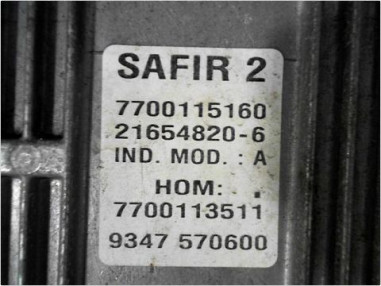 SAFIR 2
7700115160
21654820-6
IND. MOD. : A
HOM: .
7700113511
9347 570600